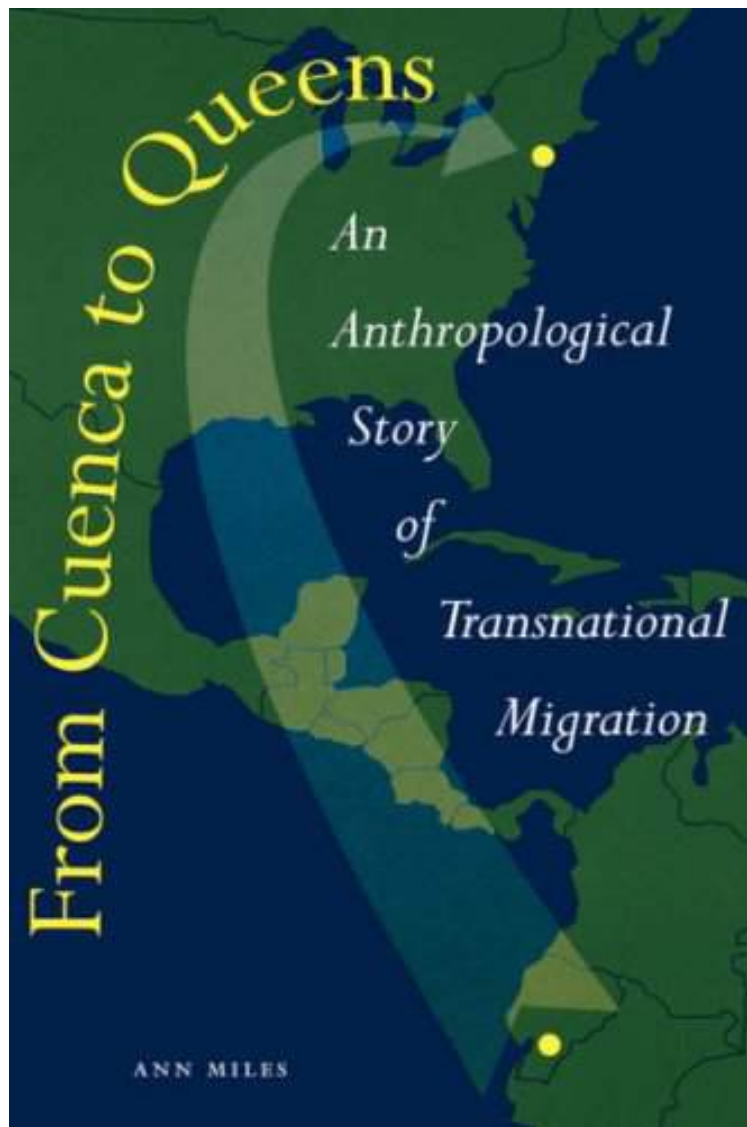 From Cuenca to Queens
An
Anthropological
Story
of
Transnational
Migration
ANN MILES